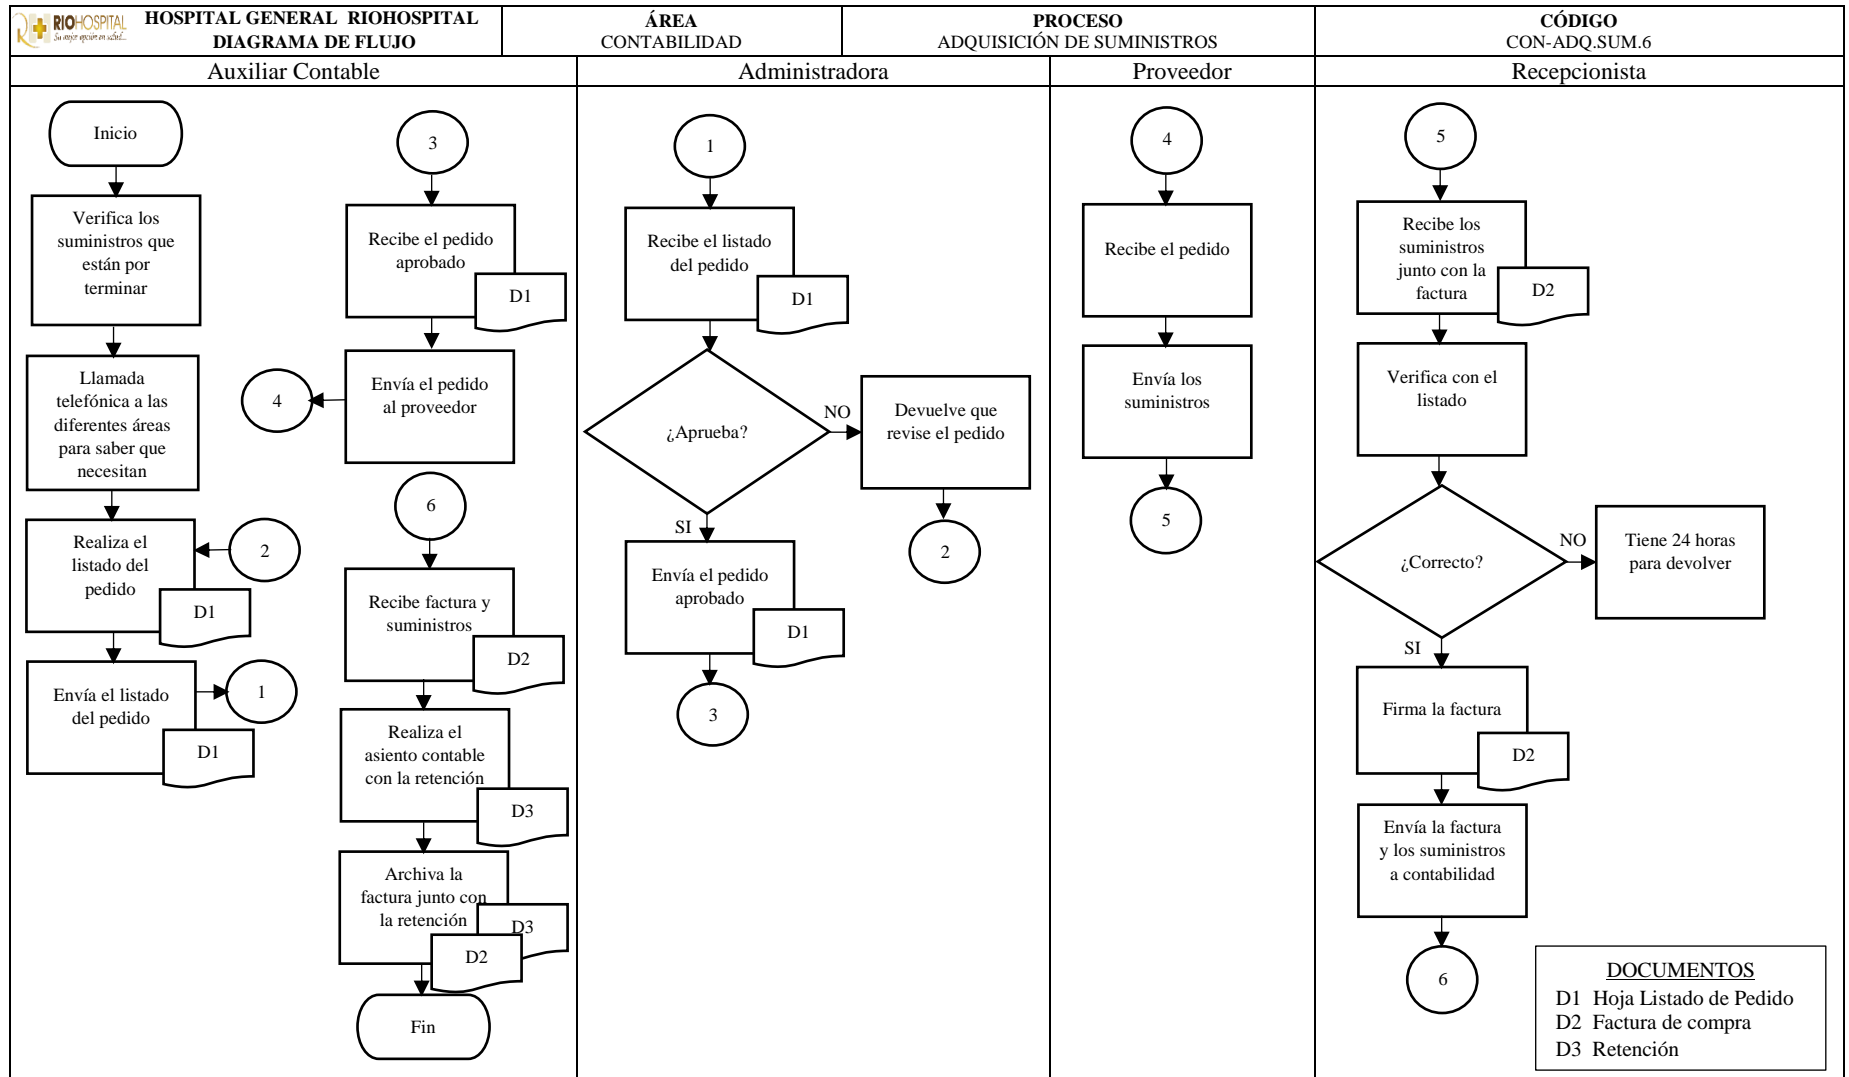 RIOHOSPITAL
Su mejor opción en salud...
HOSPITAL GENERAL RIOHOSPITAL
DIAGRAMA DE FLUJO
ÁREA
CONTABILIDAD
PROCESO
ADQUISICIÓN DE SUMINISTROS
CÓDIGO
CON-ADQ.SUM.6
Auxiliar Contable
Administradora
Proveedor
Recepcionista
Inicio
Verifica los
suministros que
están por
terminar
Llamada
telefónica a las
diferentes áreas
para saber que
necesitan
Realiza el
listado del
pedido
D1
2
Envía el listado
del pedido
D1
1
3
Recibe el pedido
aprobado
D1
Envía el pedido
al proveedor
4
6
Recibe factura y
suministros
D2
Realiza el
asiento contable
con la retención
D3
Archiva la
factura junto con
la retención
D3
D2
Fin
1
Recibe el listado
del pedido
D1
¿Aprueba?
NO
Devuelve que
revise el pedido
2
SI
Envía el pedido
aprobado
D1
3
4
Recibe el pedido
Envía los
suministros
5
5
Recibe los
suministros
junto con la
factura
D2
Verifica con el
listado
¿Correcto?
NO
Tiene 24 horas
para devolver
SI
Firma la factura
D2
Envía la factura
y los suministros
a contabilidad
6
DOCUMENTOS
D1 Hoja Listado de Pedido
D2 Factura de compra
D3 Retención